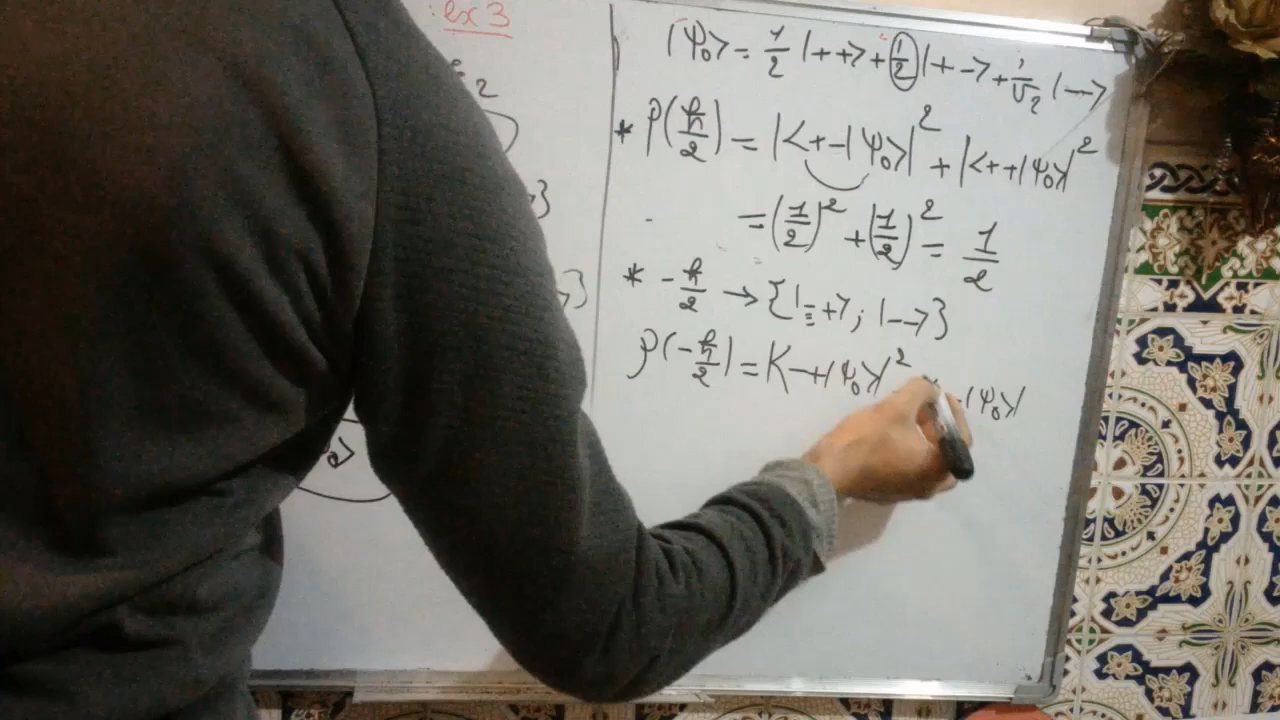 : ex 3
2
}
}
|ψ₀> = 1/2 |++> + 1/2 |+-> + 1/√2 |-->
* P(ℏ/2) = |<+-|ψ₀>|² + |<++|ψ₀>|²
= (1/2)² + (1/2)² = 1/2
* -ℏ/2 → {|-+>; |-->}
P(-ℏ/2) = |<-+|ψ₀>|² -|ψ₀>|